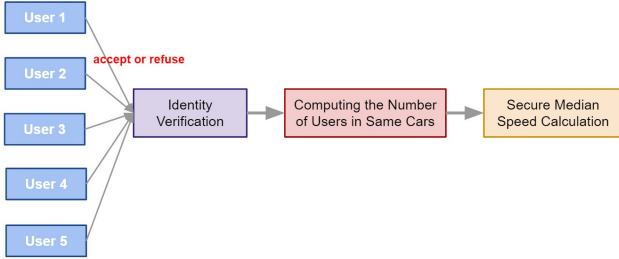 User 1
accept or refuse
User 2
User 3
User 4
User 5
Identity
Verification
Computing the Number
of Users in Same Cars
Secure Median
Speed Calculation